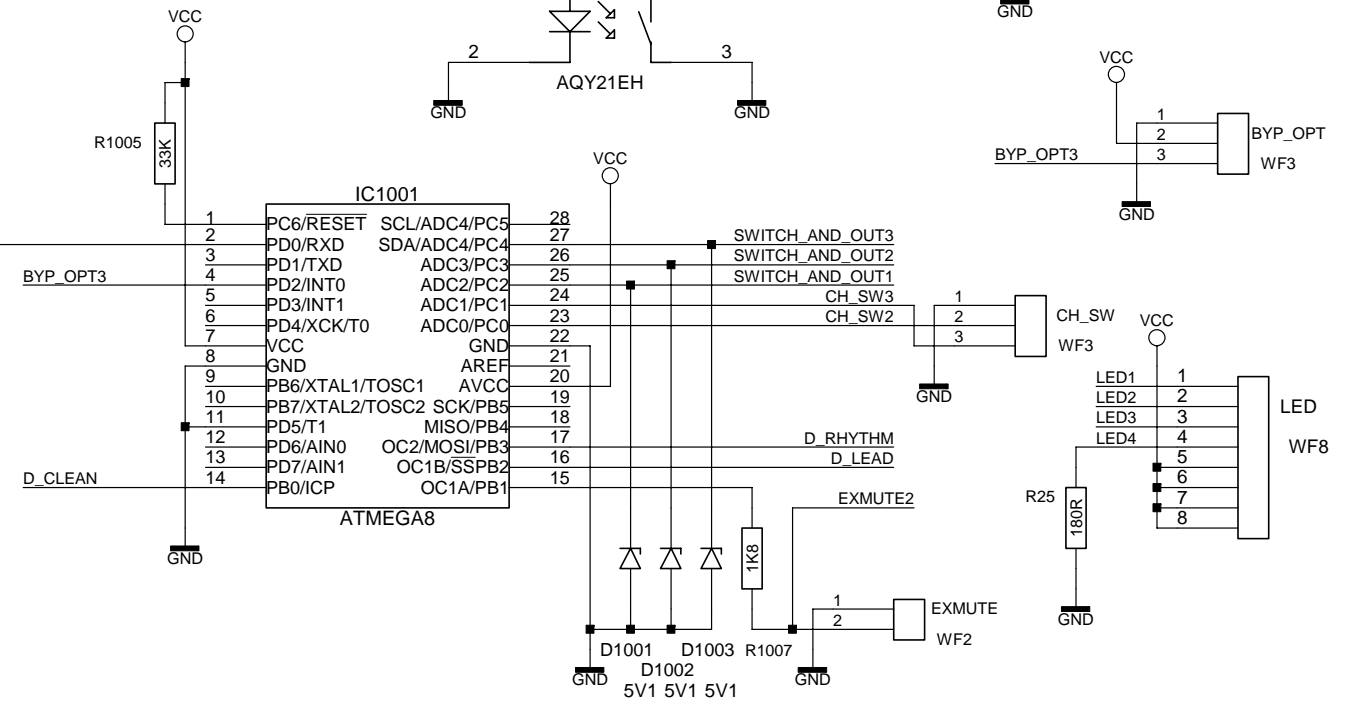 VCC
GND
2
3
AQY21EH
GND
GND
VCC
1
2
3
BYP_OPT
WF3
BYP_OPT3
GND
R1005
33K
VCC
IC1001
1 PC6/RESET SCL/ADC4/PC5 28
2 PD0/RXD SDA/ADC4/PC4 27 SWITCH_AND_OUT3
3 PD1/TXD ADC3/PC3 26 SWITCH_AND_OUT2
BYP_OPT3 4 PD2/INT0 ADC2/PC2 25 SWITCH_AND_OUT1
5 PD3/INT1 ADC1/PC1 24 CH_SW3
6 PD4/XCK/T0 ADC0/PC0 23 CH_SW2
7 VCC GND 22
8 GND AREF 21
9 PB6/XTAL1/TOSC1 AVCC 20
10 PB7/XTAL2/TOSC2 SCK/PB5 19
11 PD5/T1 MISO/PB4 18
12 PD6/AIN0 OC2/MOSI/PB3 17 D_RHYTHM
13 PD7/AIN1 OC1B/SSPB2 16 D_LEAD
D_CLEAN 14 PB0/ICP OC1A/PB1 15
ATMEGA8
GND
1
2
3
CH_SW
WF3
GND
VCC
LED1 1
LED2 2
LED3 3
LED4 4
5
6
7
8
LED
WF8
R25
180R
GND
EXMUTE2
1K8
1
2
EXMUTE
WF2
D1001 D1003 R1007
D1002
5V1 5V1 5V1
GND
GND